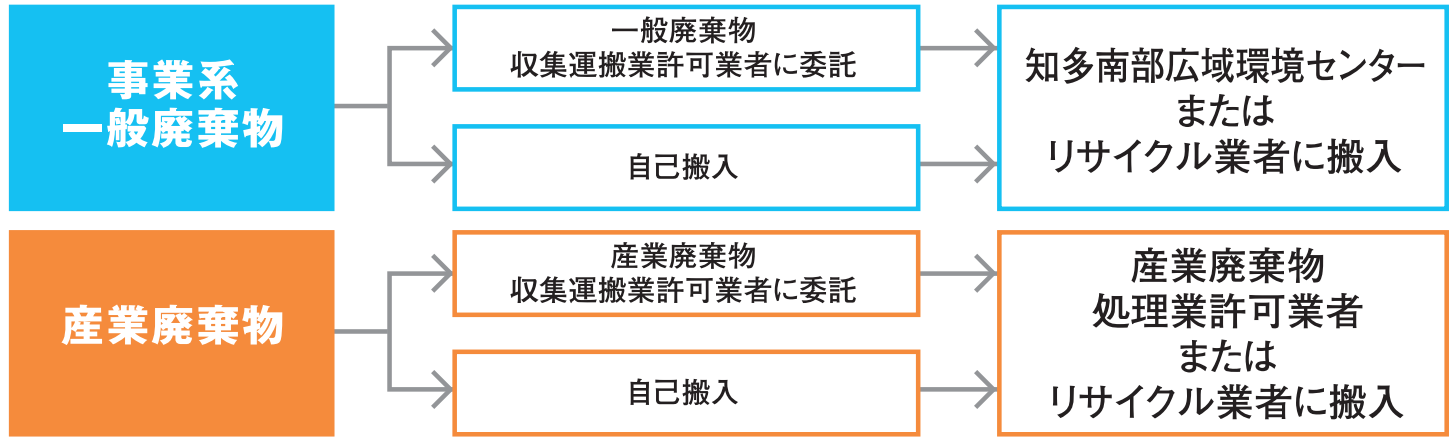 事業系
一般廃棄物
一般廃棄物
収集運搬業許可業者に委託
自己搬入
知多南部広域環境センター
または
リサイクル業者に搬入
産業廃棄物
産業廃棄物
収集運搬業許可業者に委託
自己搬入
産業廃棄物
処理業許可業者
または
リサイクル業者に搬入